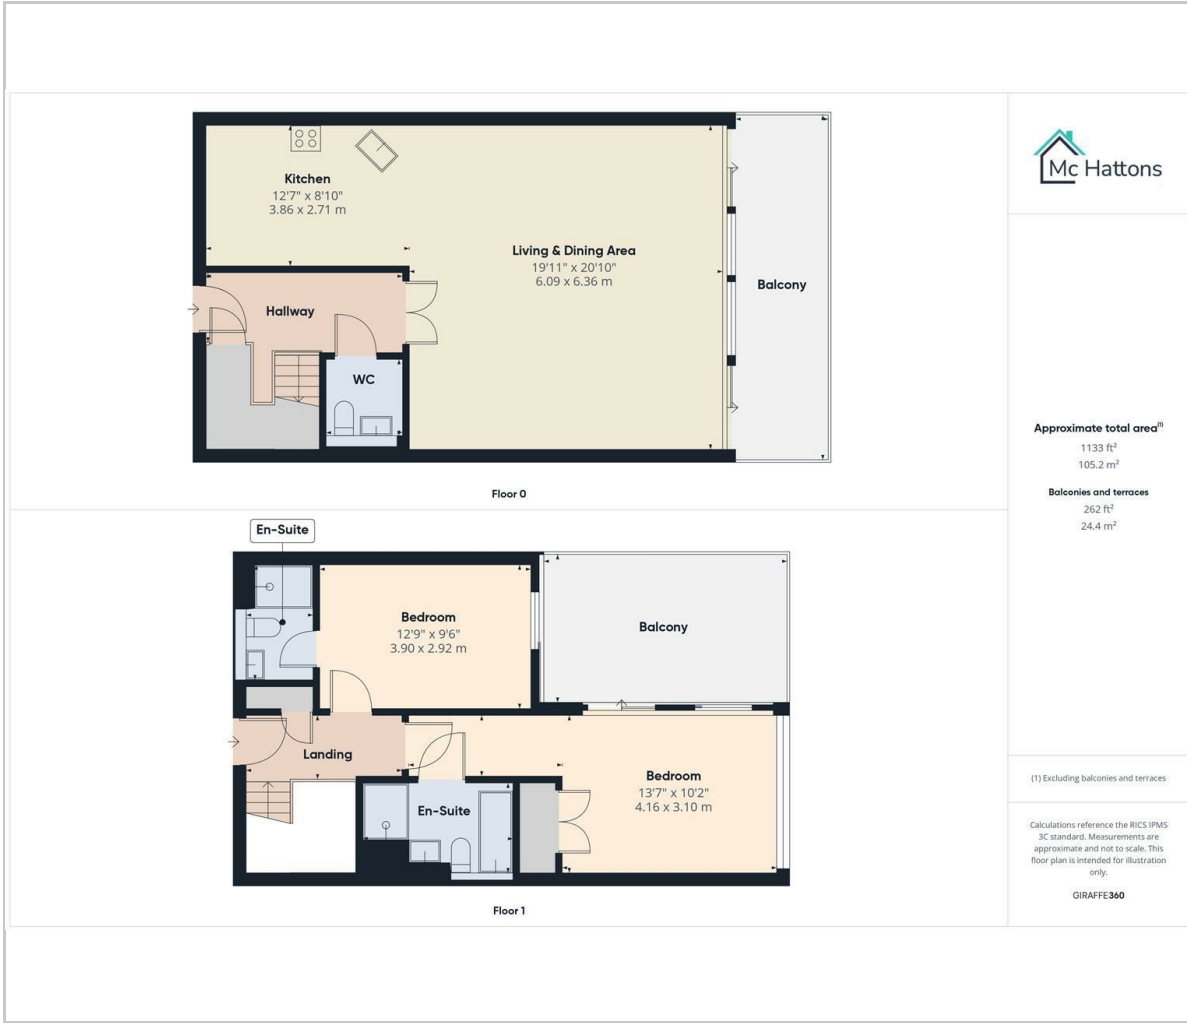 Kitchen
12'7" x 8'10"
3.86 x 2.71 m
Living & Dining Area
19'11" x 20'10"
6.09 x 6.36 m
Balcony
Hallway
WC
Floor 0
En-Suite
Bedroom
12'9" x 9'6"
3.90 x 2.92 m
Balcony
Landing
En-Suite
Bedroom
13'7" x 10'2"
4.16 x 3.10 m
Floor 1
Mc Hattons
Approximate total area⁽¹⁾
1133 ft²
105.2 m²
Balconies and terraces
262 ft²
24.4 m²
(1) Excluding balconies and terraces
Calculations reference the RICS IPMS
3C standard. Measurements are
approximate and not to scale. This
floor plan is intended for illustration
only.
GIRAFFE360